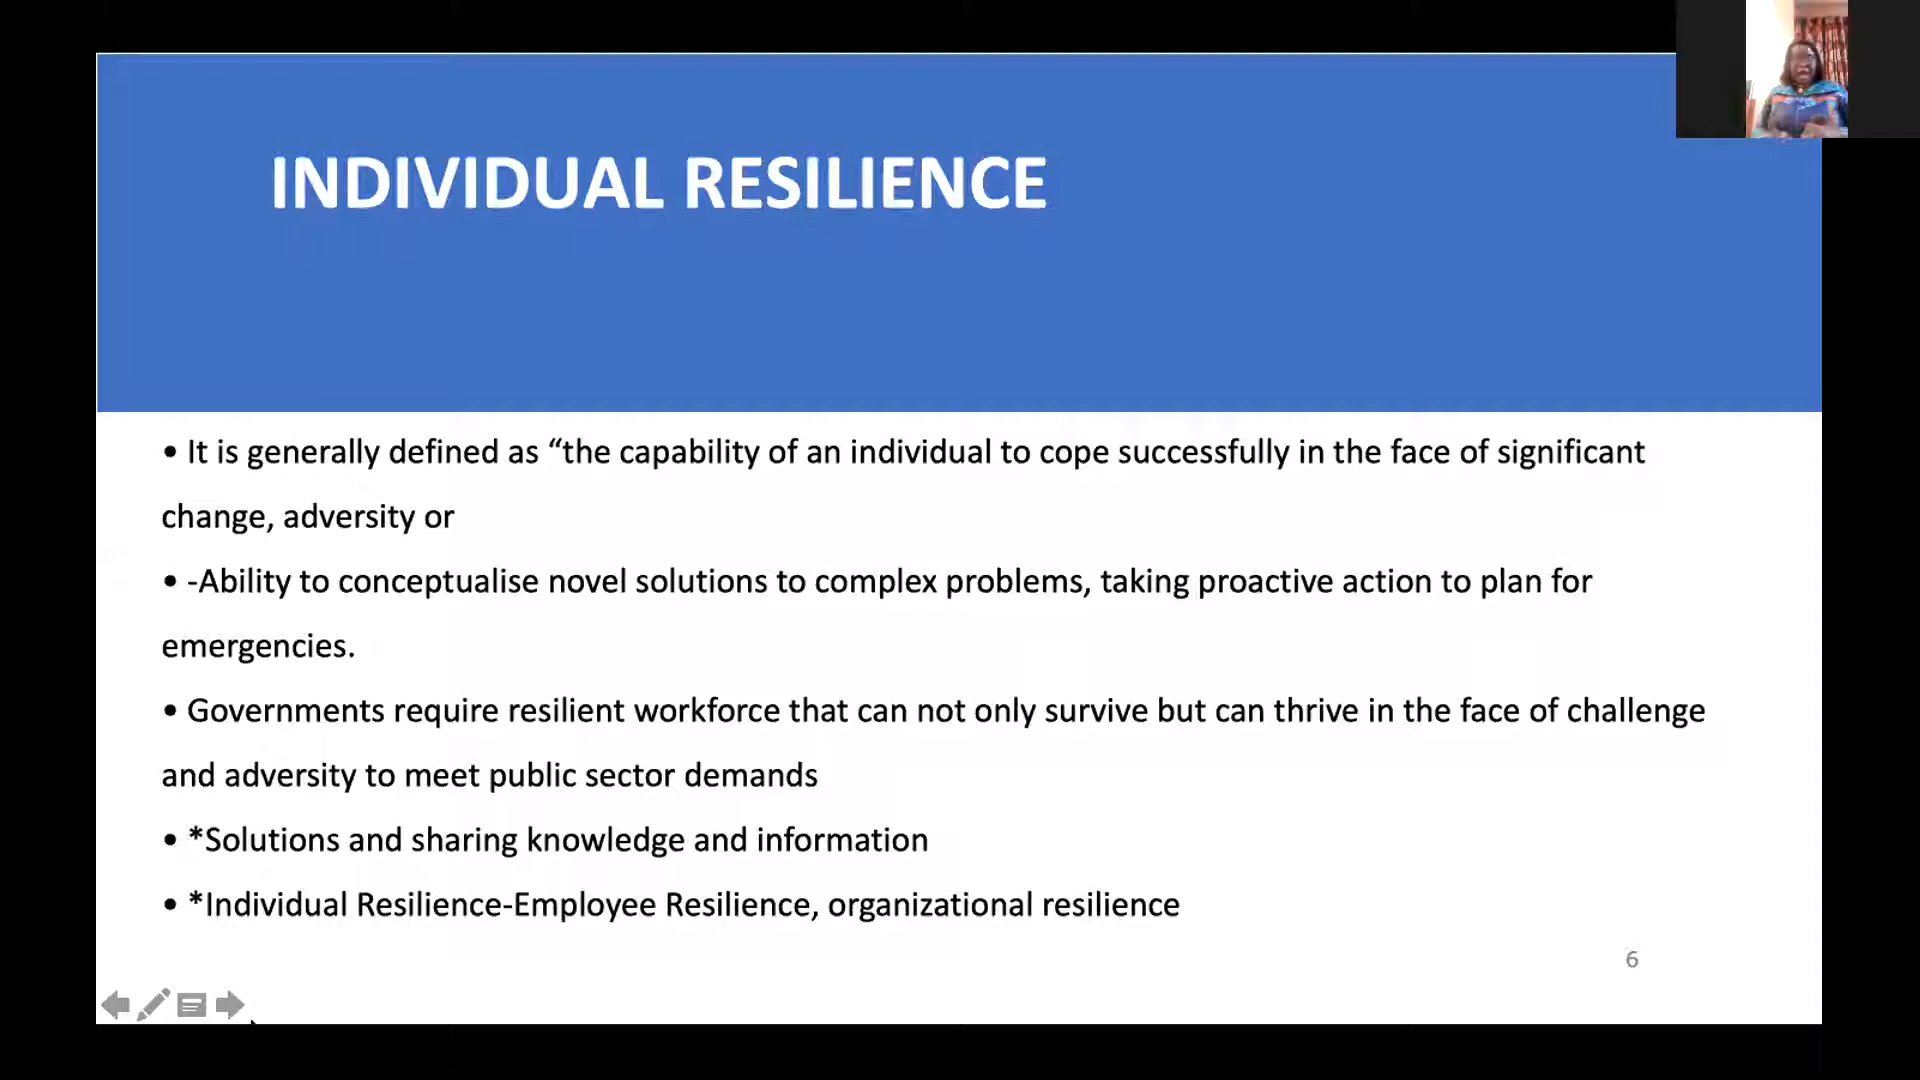 INDIVIDUAL RESILIENCE
• It is generally defined as “the capability of an individual to cope successfully in the face of significant
change, adversity or
• -Ability to conceptualise novel solutions to complex problems, taking proactive action to plan for
emergencies.
• Governments require resilient workforce that can not only survive but can thrive in the face of challenge
and adversity to meet public sector demands
• *Solutions and sharing knowledge and information
• *Individual Resilience-Employee Resilience, organizational resilience
6